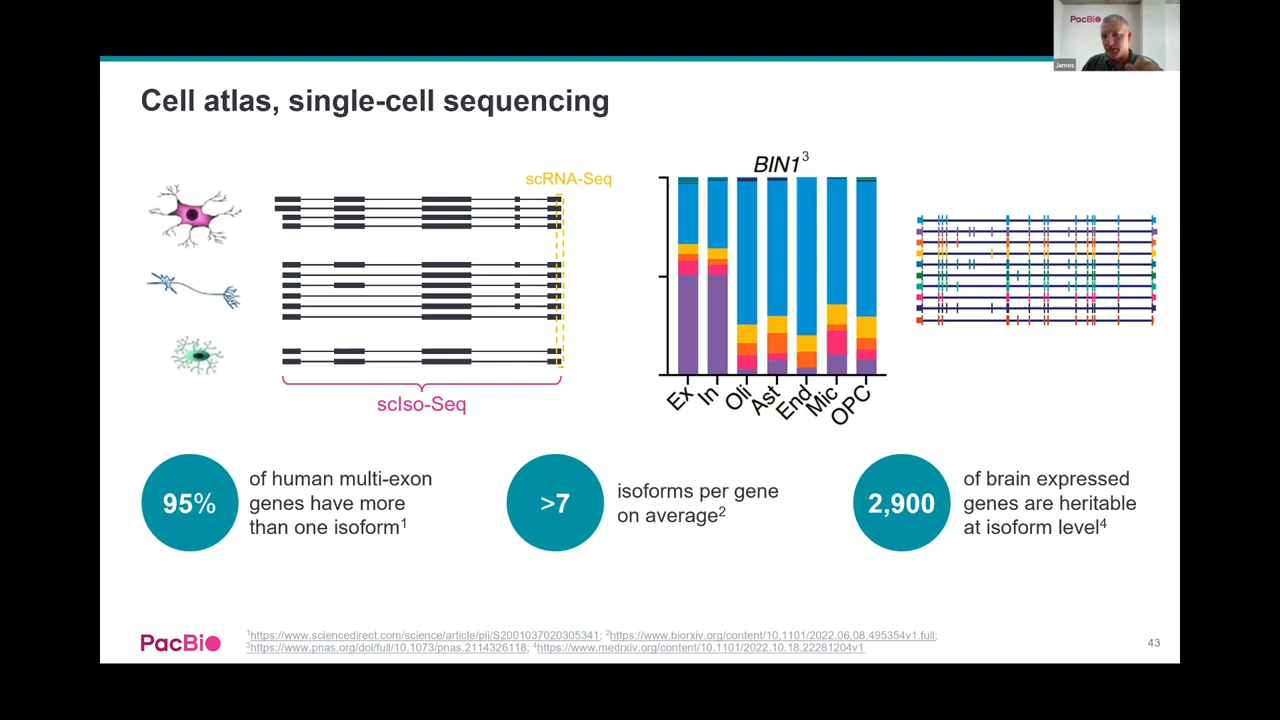 PacBio
James
Cell atlas, single-cell sequencing
scRNA-Seq
scIso-Seq
BIN1³
Ex
In
Oli
Ast
End
Mic
OPC
95%
of human multi-exon
genes have more
than one isoform¹
>7
isoforms per gene
on average²
2,900
of brain expressed
genes are heritable
at isoform level⁴
PacBio
¹https://www.sciencedirect.com/science/article/pii/S2001037020305341; ²https://www.biorxiv.org/content/10.1101/2022.06.08.495354v1.full;
³https://www.pnas.org/doi/full/10.1073/pnas.2114326118; ⁴https://www.medrxiv.org/content/10.1101/2022.10.18.22281204v1
43